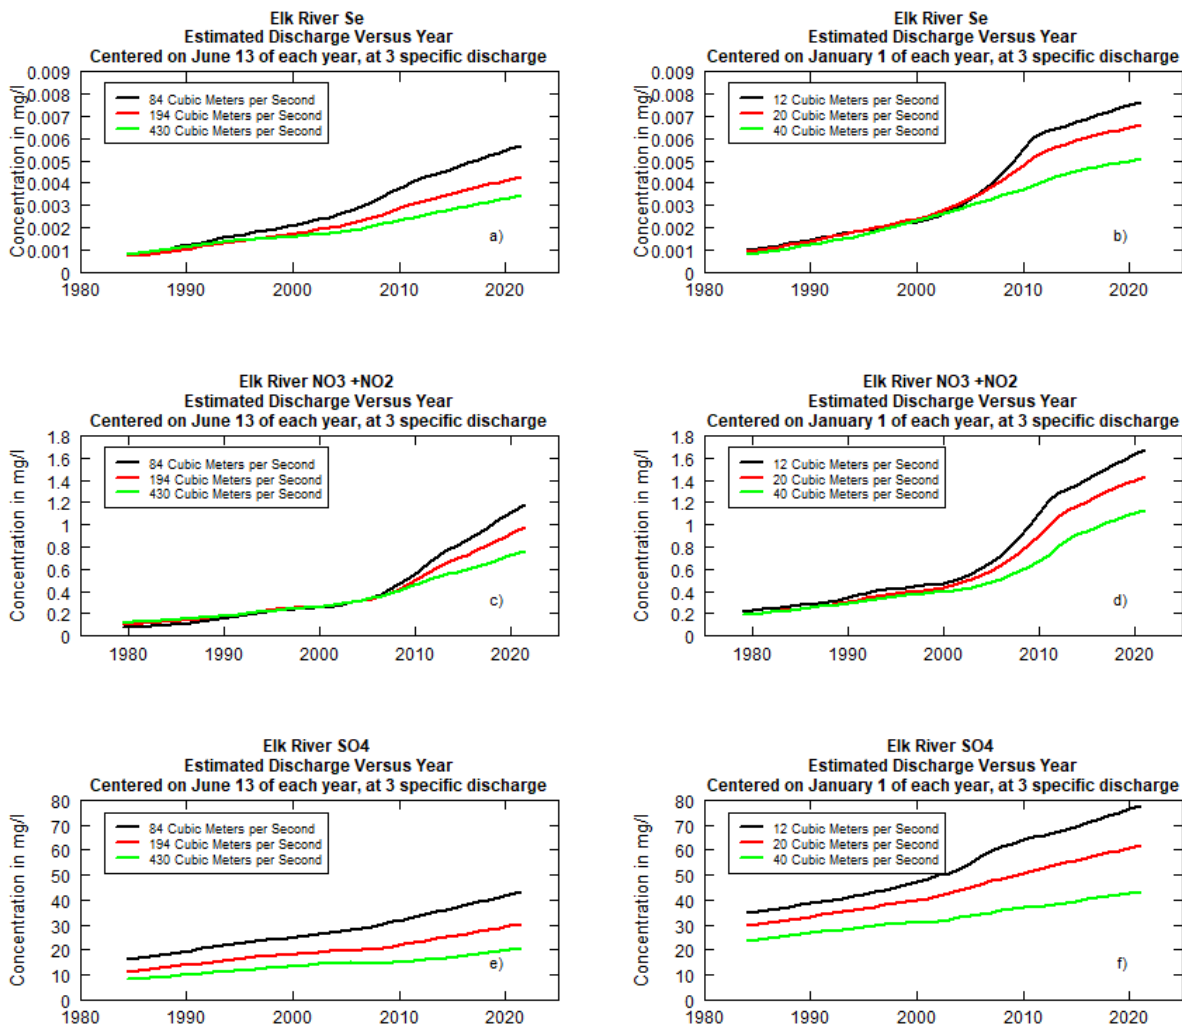 Elk River Se
Estimated Discharge Versus Year
Centered on June 13 of each year, at 3 specific discharge
Concentration in mg/l
0.009
0.008
0.007
0.006
0.005
0.004
0.003
0.002
0.001
0
84 Cubic Meters per Second
194 Cubic Meters per Second
430 Cubic Meters per Second
a)
1980 1990 2000 2010 2020
Elk River Se
Estimated Discharge Versus Year
Centered on January 1 of each year, at 3 specific discharge
Concentration in mg/l
0.009
0.008
0.007
0.006
0.005
0.004
0.003
0.002
0.001
0
12 Cubic Meters per Second
20 Cubic Meters per Second
40 Cubic Meters per Second
b)
1980 1990 2000 2010 2020
Elk River NO3 +NO2
Estimated Discharge Versus Year
Centered on June 13 of each year, at 3 specific discharge
Concentration in mg/l
1.8
1.6
1.4
1.2
1
0.8
0.6
0.4
0.2
0
84 Cubic Meters per Second
194 Cubic Meters per Second
430 Cubic Meters per Second
c)
1980 1990 2000 2010 2020
Elk River NO3 +NO2
Estimated Discharge Versus Year
Centered on January 1 of each year, at 3 specific discharge
Concentration in mg/l
1.8
1.6
1.4
1.2
1
0.8
0.6
0.4
0.2
0
12 Cubic Meters per Second
20 Cubic Meters per Second
40 Cubic Meters per Second
d)
1980 1990 2000 2010 2020
Elk River SO4
Estimated Discharge Versus Year
Centered on June 13 of each year, at 3 specific discharge
Concentration in mg/l
80
70
60
50
40
30
20
10
0
84 Cubic Meters per Second
194 Cubic Meters per Second
430 Cubic Meters per Second
e)
1980 1990 2000 2010 2020
Elk River SO4
Estimated Discharge Versus Year
Centered on January 1 of each year, at 3 specific discharge
Concentration in mg/l
80
70
60
50
40
30
20
10
0
12 Cubic Meters per Second
20 Cubic Meters per Second
40 Cubic Meters per Second
f)
1980 1990 2000 2010 2020